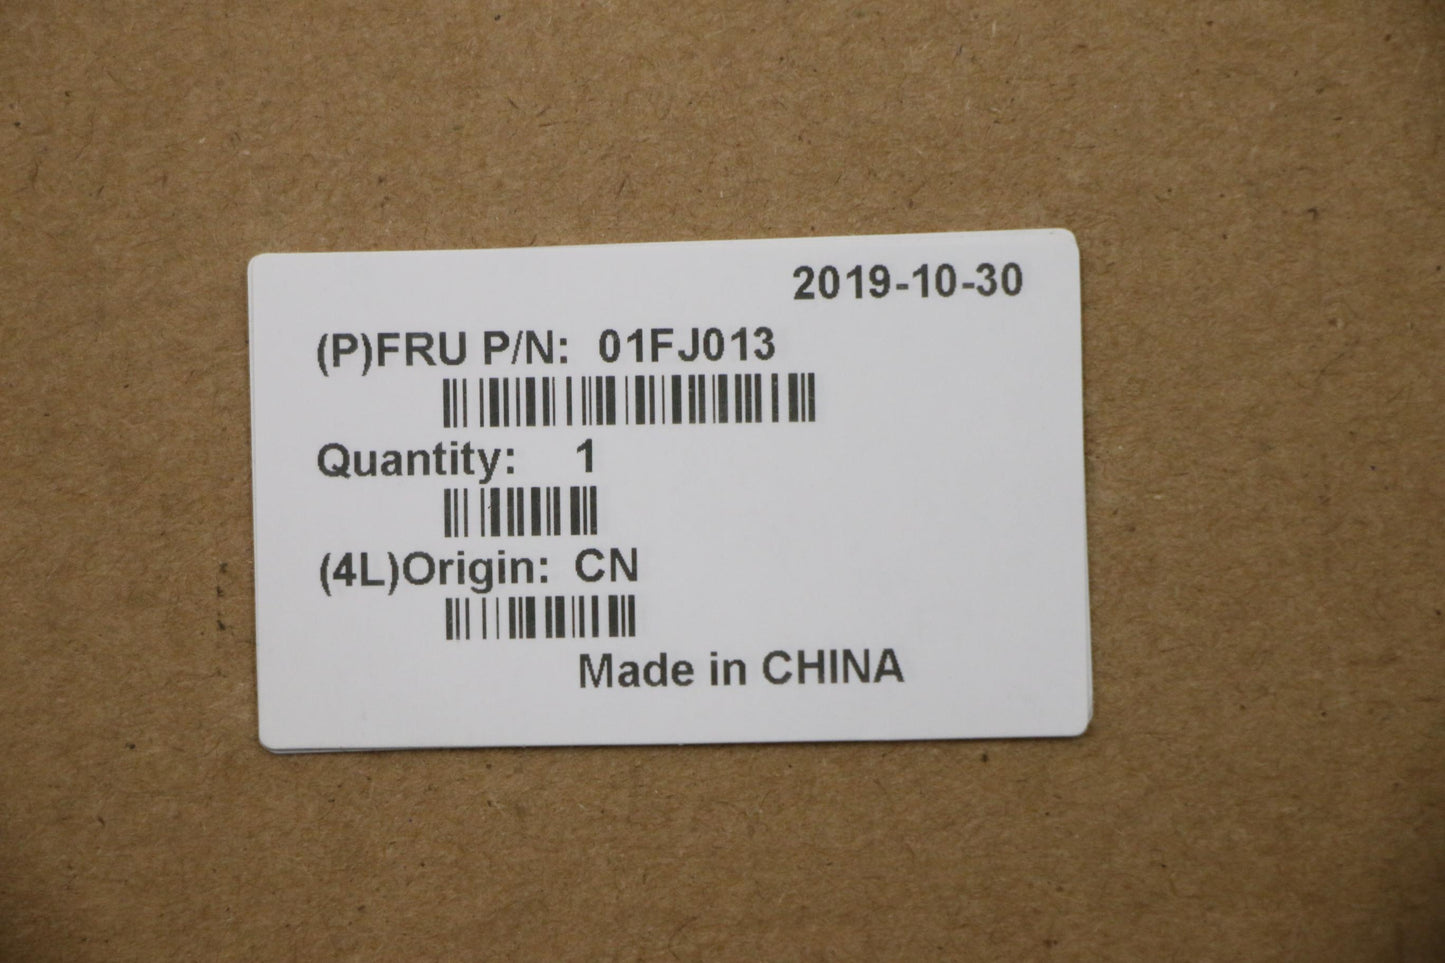 2019-10-30
(P)FRU P/N: 01FJ013
Quantity: 1
(4L)Origin: CN
Made in CHINA